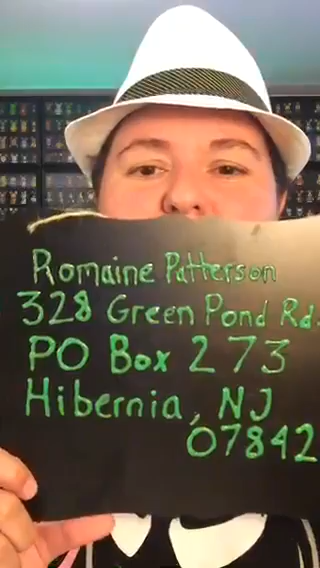 Romaine Patterson
328 Green Pond Rd.
PO Box 273
Hibernia, NJ
07842